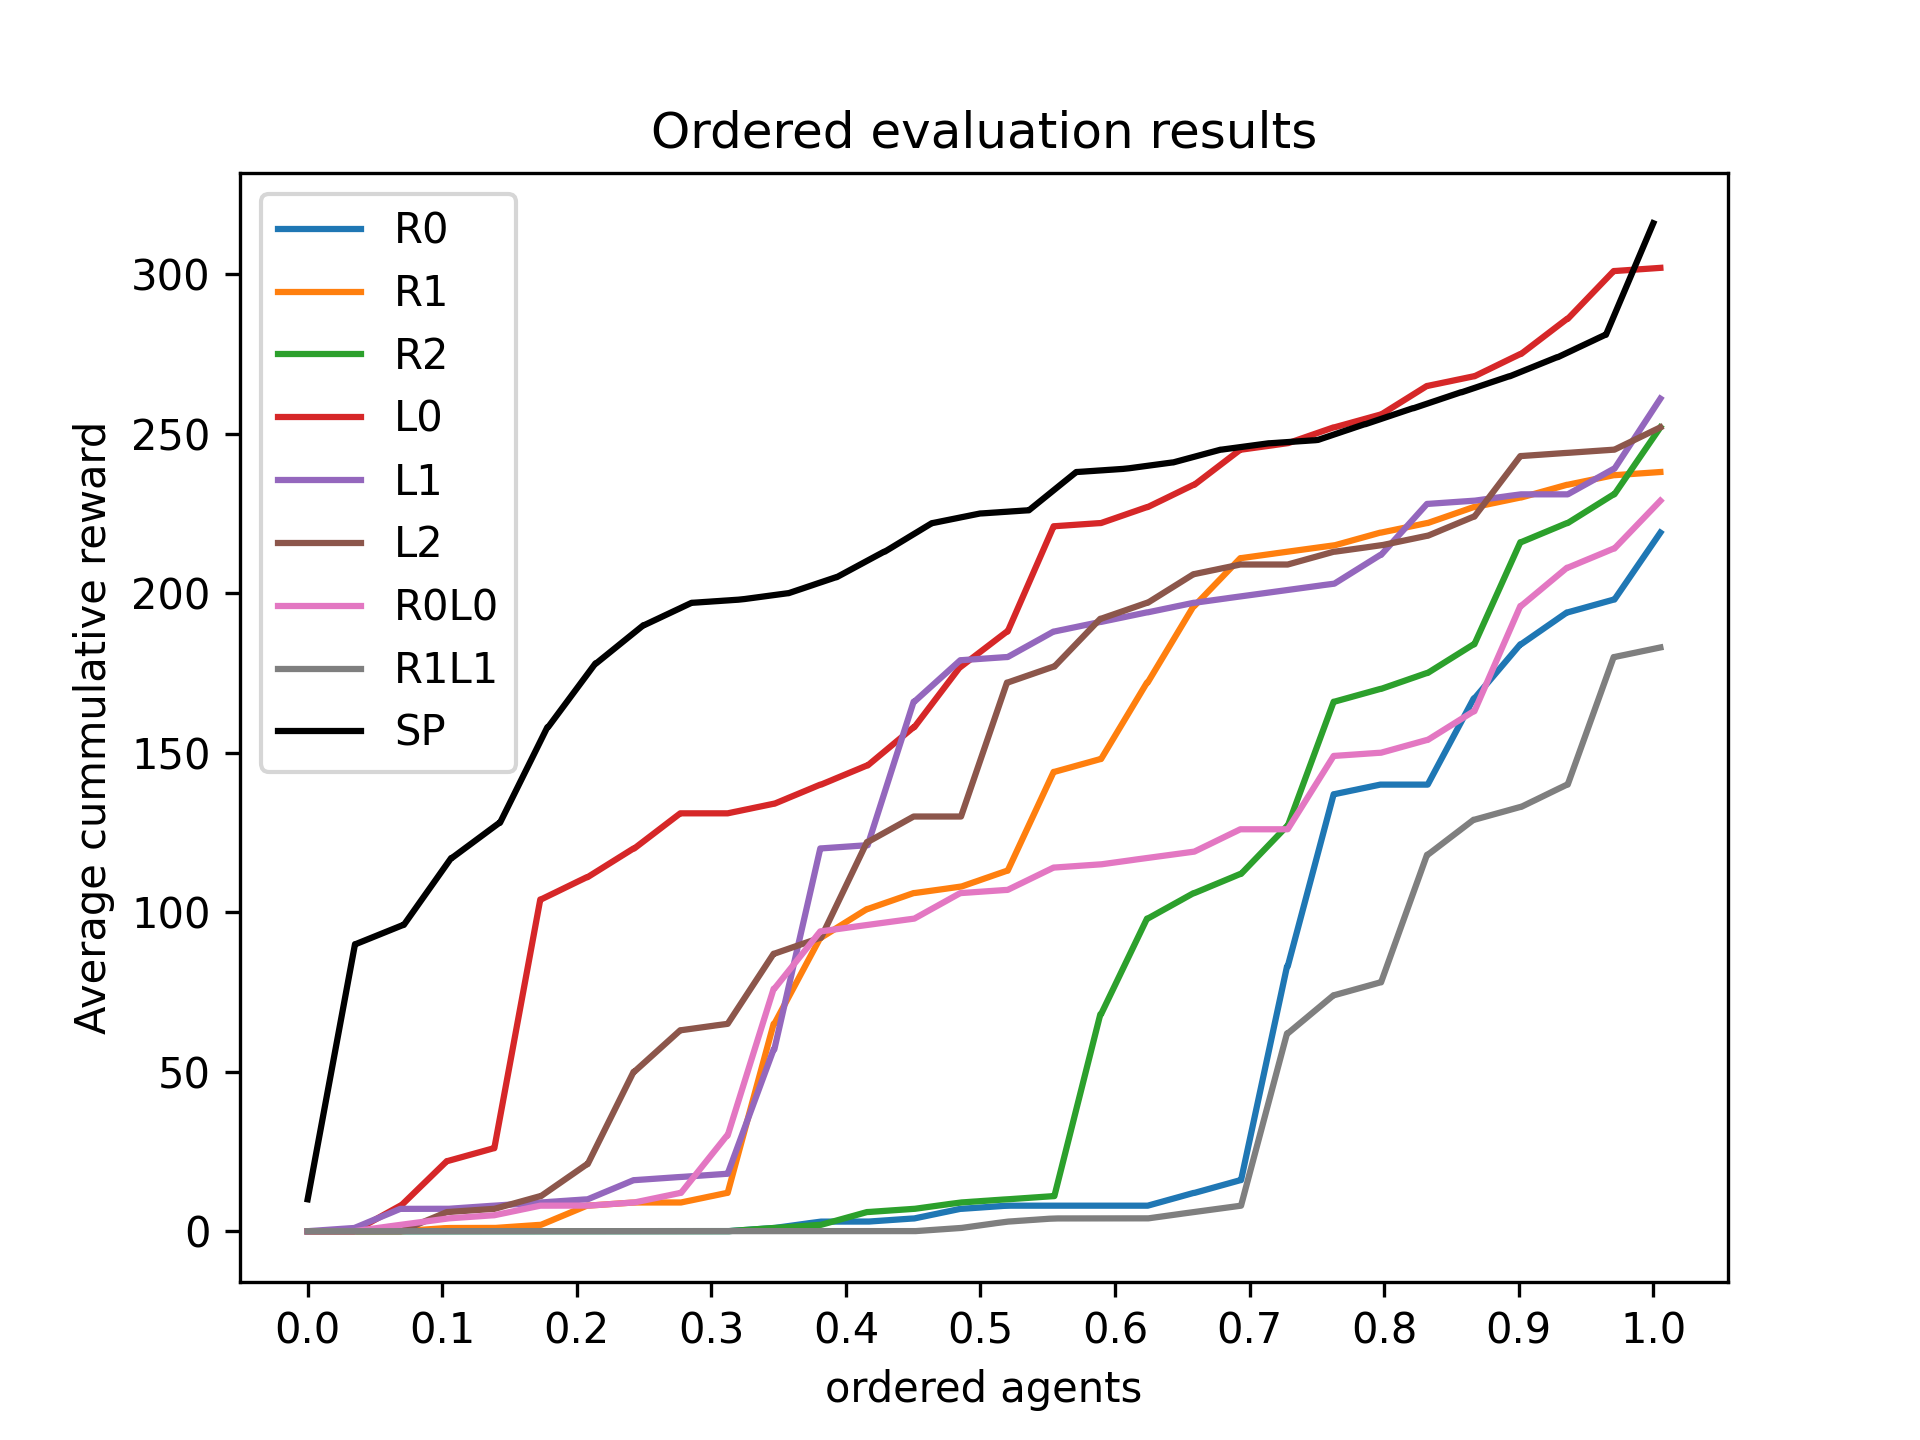 Ordered evaluation results
R0
R1
R2
L0
L1
L2
R0L0
R1L1
SP
Average cummulative reward
300
250
200
150
100
50
0
0.0 0.1 0.2 0.3 0.4 0.5 0.6 0.7 0.8 0.9 1.0
ordered agents